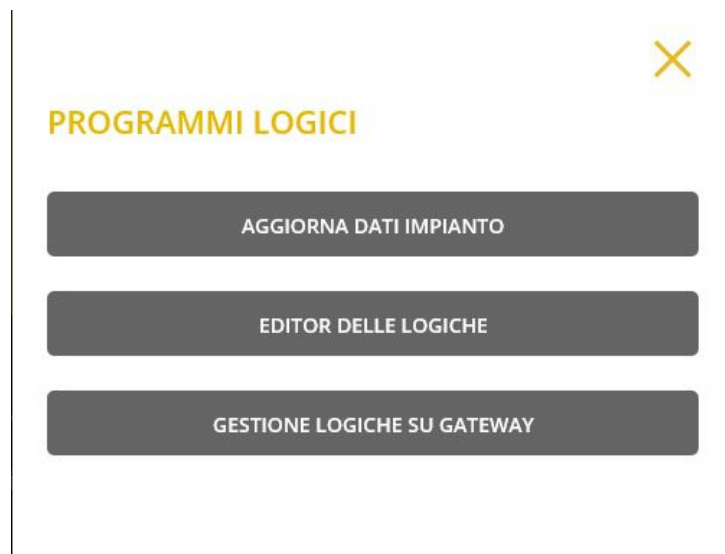 PROGRAMMI LOGICI
AGGIORNA DATI IMPIANTO
EDITOR DELLE LOGICHE
GESTIONE LOGICHE SU GATEWAY